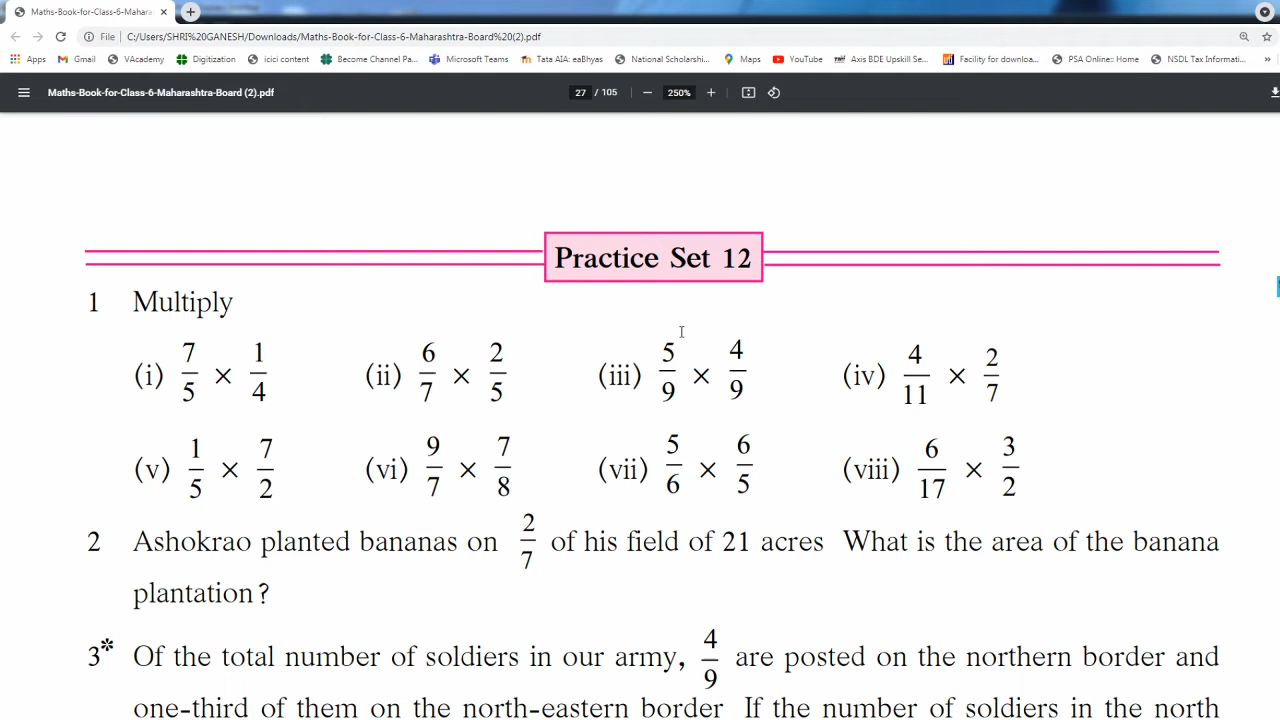 Maths-Book-for-Class-6-Mahara
File C:/Users/SHRI%20GANESH/Downloads/Maths-Book-for-Class-6-Maharashtra-Board%20(2).pdf
Apps Gmail VAcademy Digitization icici content Become Channel Pa... Microsoft Teams Tata AIA: eaBhyas National Scholarshi... Maps YouTube Axis BDE Upskill Se... Facility for downloa... PSA Online:: Home NSDL Tax Informati... »
Maths-Book-for-Class-6-Maharashtra-Board (2).pdf 27 / 105 − 250% +
Practice Set 12
1 Multiply
(i) 7/5 × 1/4 (ii) 6/7 × 2/5 (iii) 5/9 × 4/9 (iv) 4/11 × 2/7
(v) 1/5 × 7/2 (vi) 9/7 × 7/8 (vii) 5/6 × 6/5 (viii) 6/17 × 3/2
2 Ashokrao planted bananas on 2/7 of his field of 21 acres What is the area of the banana
plantation?
3* Of the total number of soldiers in our army, 4/9 are posted on the northern border and
one-third of them on the north-eastern border If the number of soldiers in the north